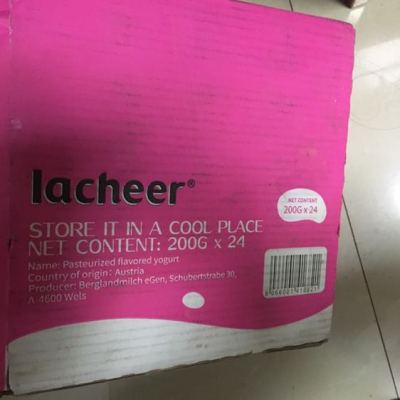 lacheer®
NET CONTENT
200G x 24
STORE IT IN A COOL PLACE
NET CONTENT: 200G x 24
Name: Pasteurized flavored yogurt
Country of origin: Austria
Producer: Berglandmilch eGen, Schubertstrabe 30,
A-4600 Wels